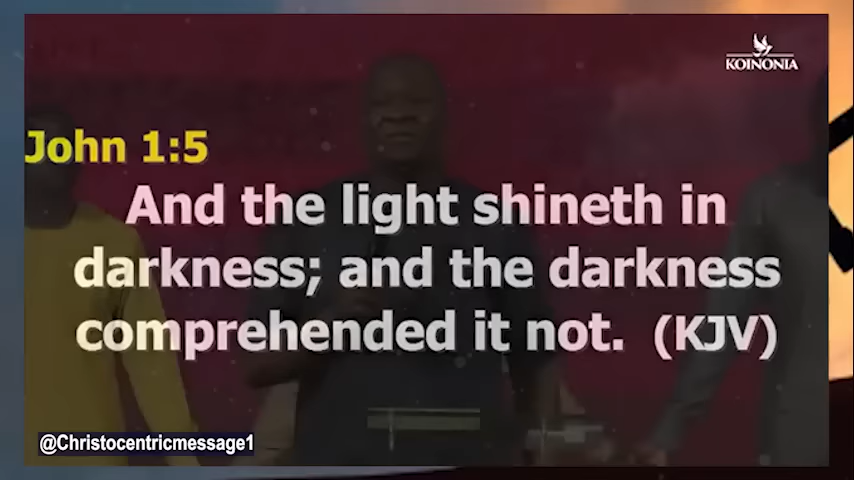 KOINONIA
John 1:5
And the light shineth in
darkness; and the darkness
comprehended it not. (KJV)
@Christocentricmessage1